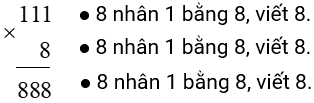 111 ● 8 nhân 1 bằng 8, viết 8.
×
8 ● 8 nhân 1 bằng 8, viết 8.
888 ● 8 nhân 1 bằng 8, viết 8.